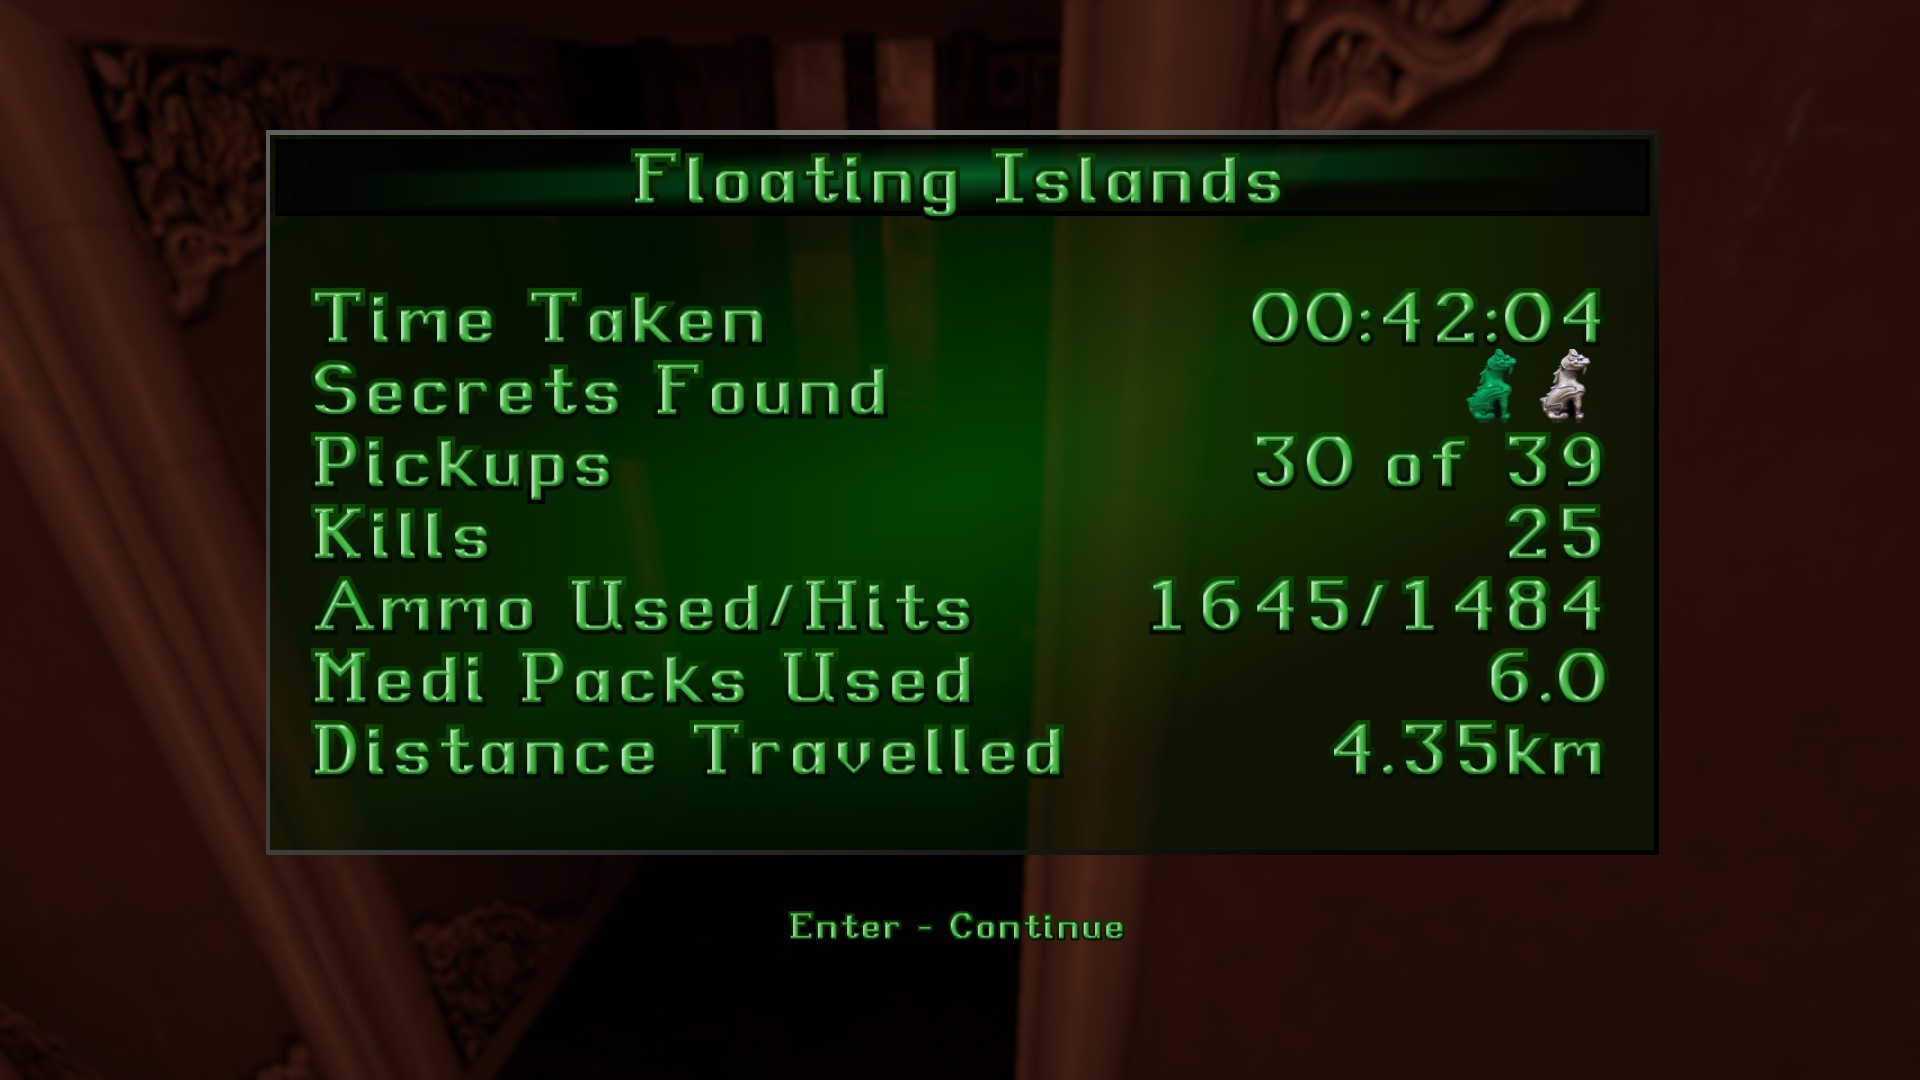 Floating Islands
Time Taken 00:42:04
Secrets Found
Pickups 30 of 39
Kills 25
Ammo Used/Hits 1645/1484
Medi Packs Used 6.0
Distance Travelled 4.35km
Enter - Continue